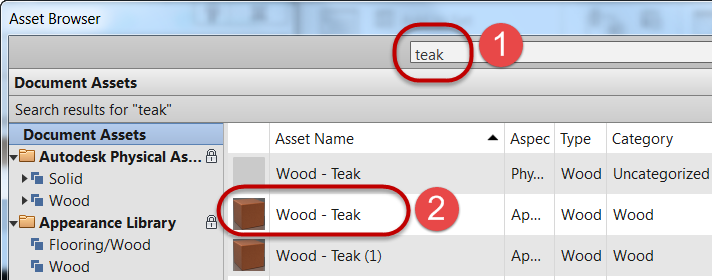 Asset Browser
teak
1
Document Assets
Search results for "teak"
Document Assets
Asset Name Aspec Type Category
Autodesk Physical As...
Solid
Wood
Appearance Library
Flooring/Wood
Wood
Wood - Teak Phy... Wood Uncategorized
Wood - Teak 2 Ap... Wood Wood
Wood - Teak (1) Ap... Wood Wood